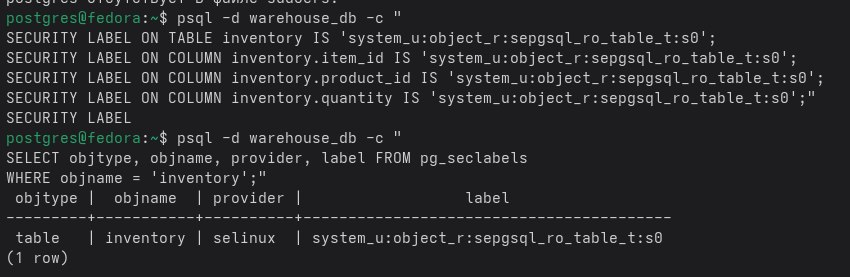 postgres отсутствует в файле sudoers.
postgres@fedora:~$ psql -d warehouse_db -c "
SECURITY LABEL ON TABLE inventory IS 'system_u:object_r:sepgsql_ro_table_t:s0';
SECURITY LABEL ON COLUMN inventory.item_id IS 'system_u:object_r:sepgsql_ro_table_t:s0';
SECURITY LABEL ON COLUMN inventory.product_id IS 'system_u:object_r:sepgsql_ro_table_t:s0';
SECURITY LABEL ON COLUMN inventory.quantity IS 'system_u:object_r:sepgsql_ro_table_t:s0';"
SECURITY LABEL
postgres@fedora:~$ psql -d warehouse_db -c "
SELECT objtype, objname, provider, label FROM pg_seclabels
WHERE objname = 'inventory';"
 objtype |  objname  | provider |                  label
---------+-----------+----------+-----------------------------------------
 table   | inventory | selinux  | system_u:object_r:sepgsql_ro_table_t:s0
(1 row)